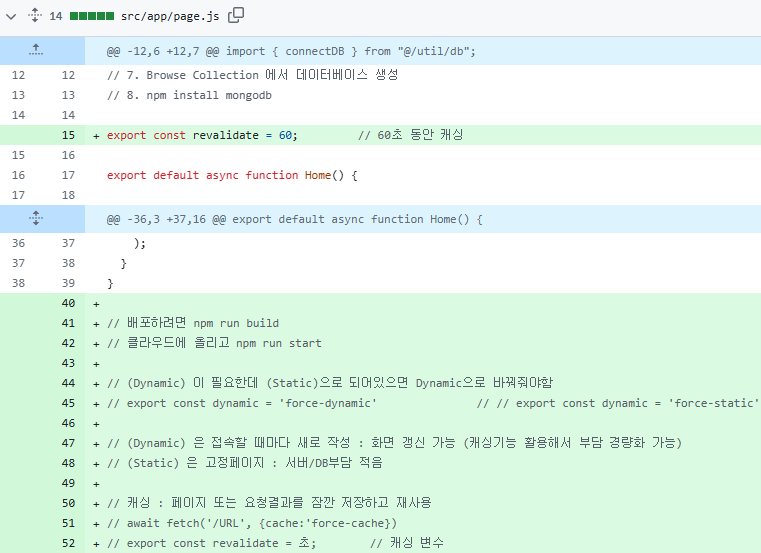 14 src/app/page.js
@@ -12,6 +12,7 @@ import { connectDB } from "@/util/db";
12 12 // 7. Browse Collection 에서 데이터베이스 생성
13 13 // 8. npm install mongodb
14 14
15 + export const revalidate = 60; // 60초 동안 캐싱
15 16
16 17 export default async function Home() {
17 18
@@ -36,3 +37,16 @@ export default async function Home() {
36 37 );
37 38 }
38 39 }
40 +
41 + // 배포하려면 npm run build
42 + // 클라우드에 올리고 npm run start
43 +
44 + // (Dynamic) 이 필요한데 (Static)으로 되어있으면 Dynamic으로 바꿔줘야함
45 + // export const dynamic = 'force-dynamic' // // export const dynamic = 'force-static'
46 +
47 + // (Dynamic) 은 접속할 때마다 새로 작성 : 화면 갱신 가능 (캐싱기능 활용해서 부담 경량화 가능)
48 + // (Static) 은 고정페이지 : 서버/DB부담 적음
49 +
50 + // 캐싱 : 페이지 또는 요청결과를 잠깐 저장하고 재사용
51 + // await fetch('/URL', {cache:'force-cache})
52 + // export const revalidate = 초; // 캐싱 변수